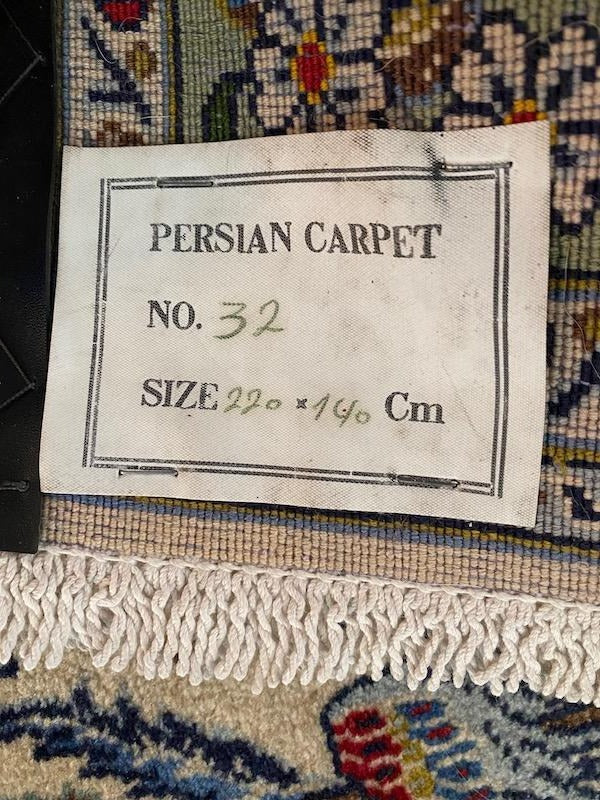 PERSIAN CARPET
NO. 32
SIZE 220 × 140 Cm